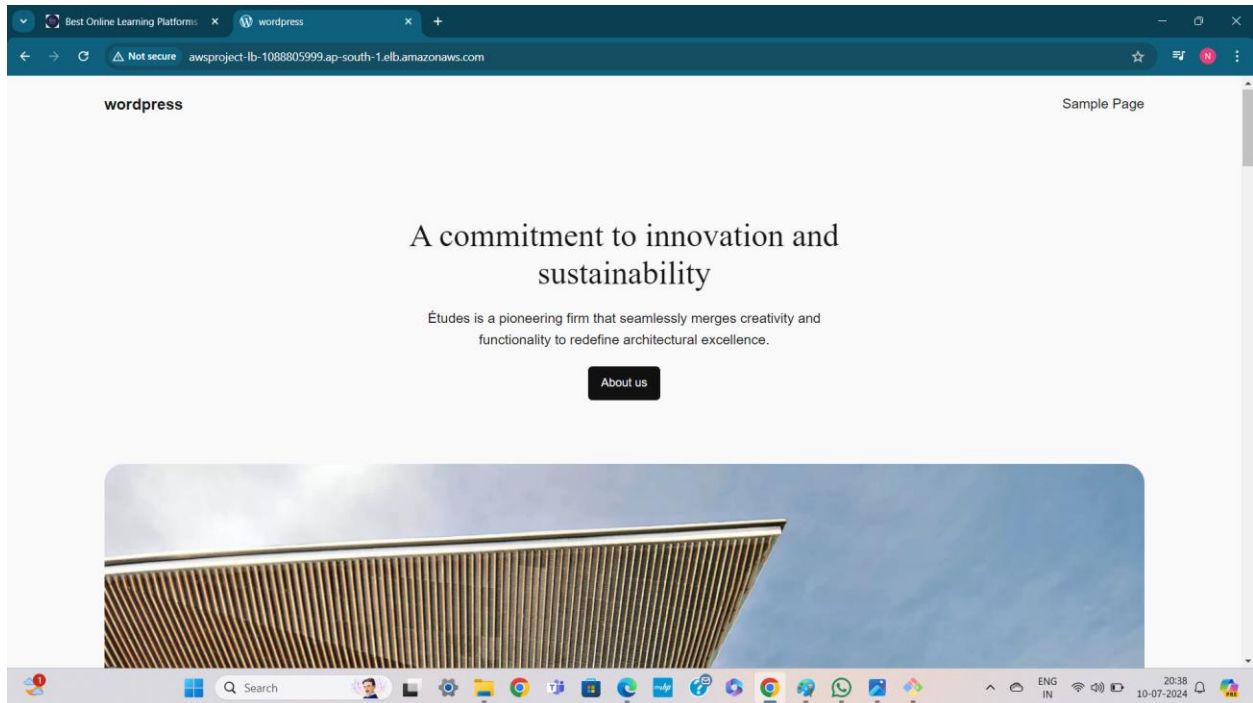 Best Online Learning Platforms
wordpress
Not secure
awsproject-lb-1088805999.ap-south-1.elb.amazonaws.com
N
wordpress
Sample Page
A commitment to innovation and
sustainability
Études is a pioneering firm that seamlessly merges creativity and
functionality to redefine architectural excellence.
About us
Search
ENG
IN
20:38
10-07-2024